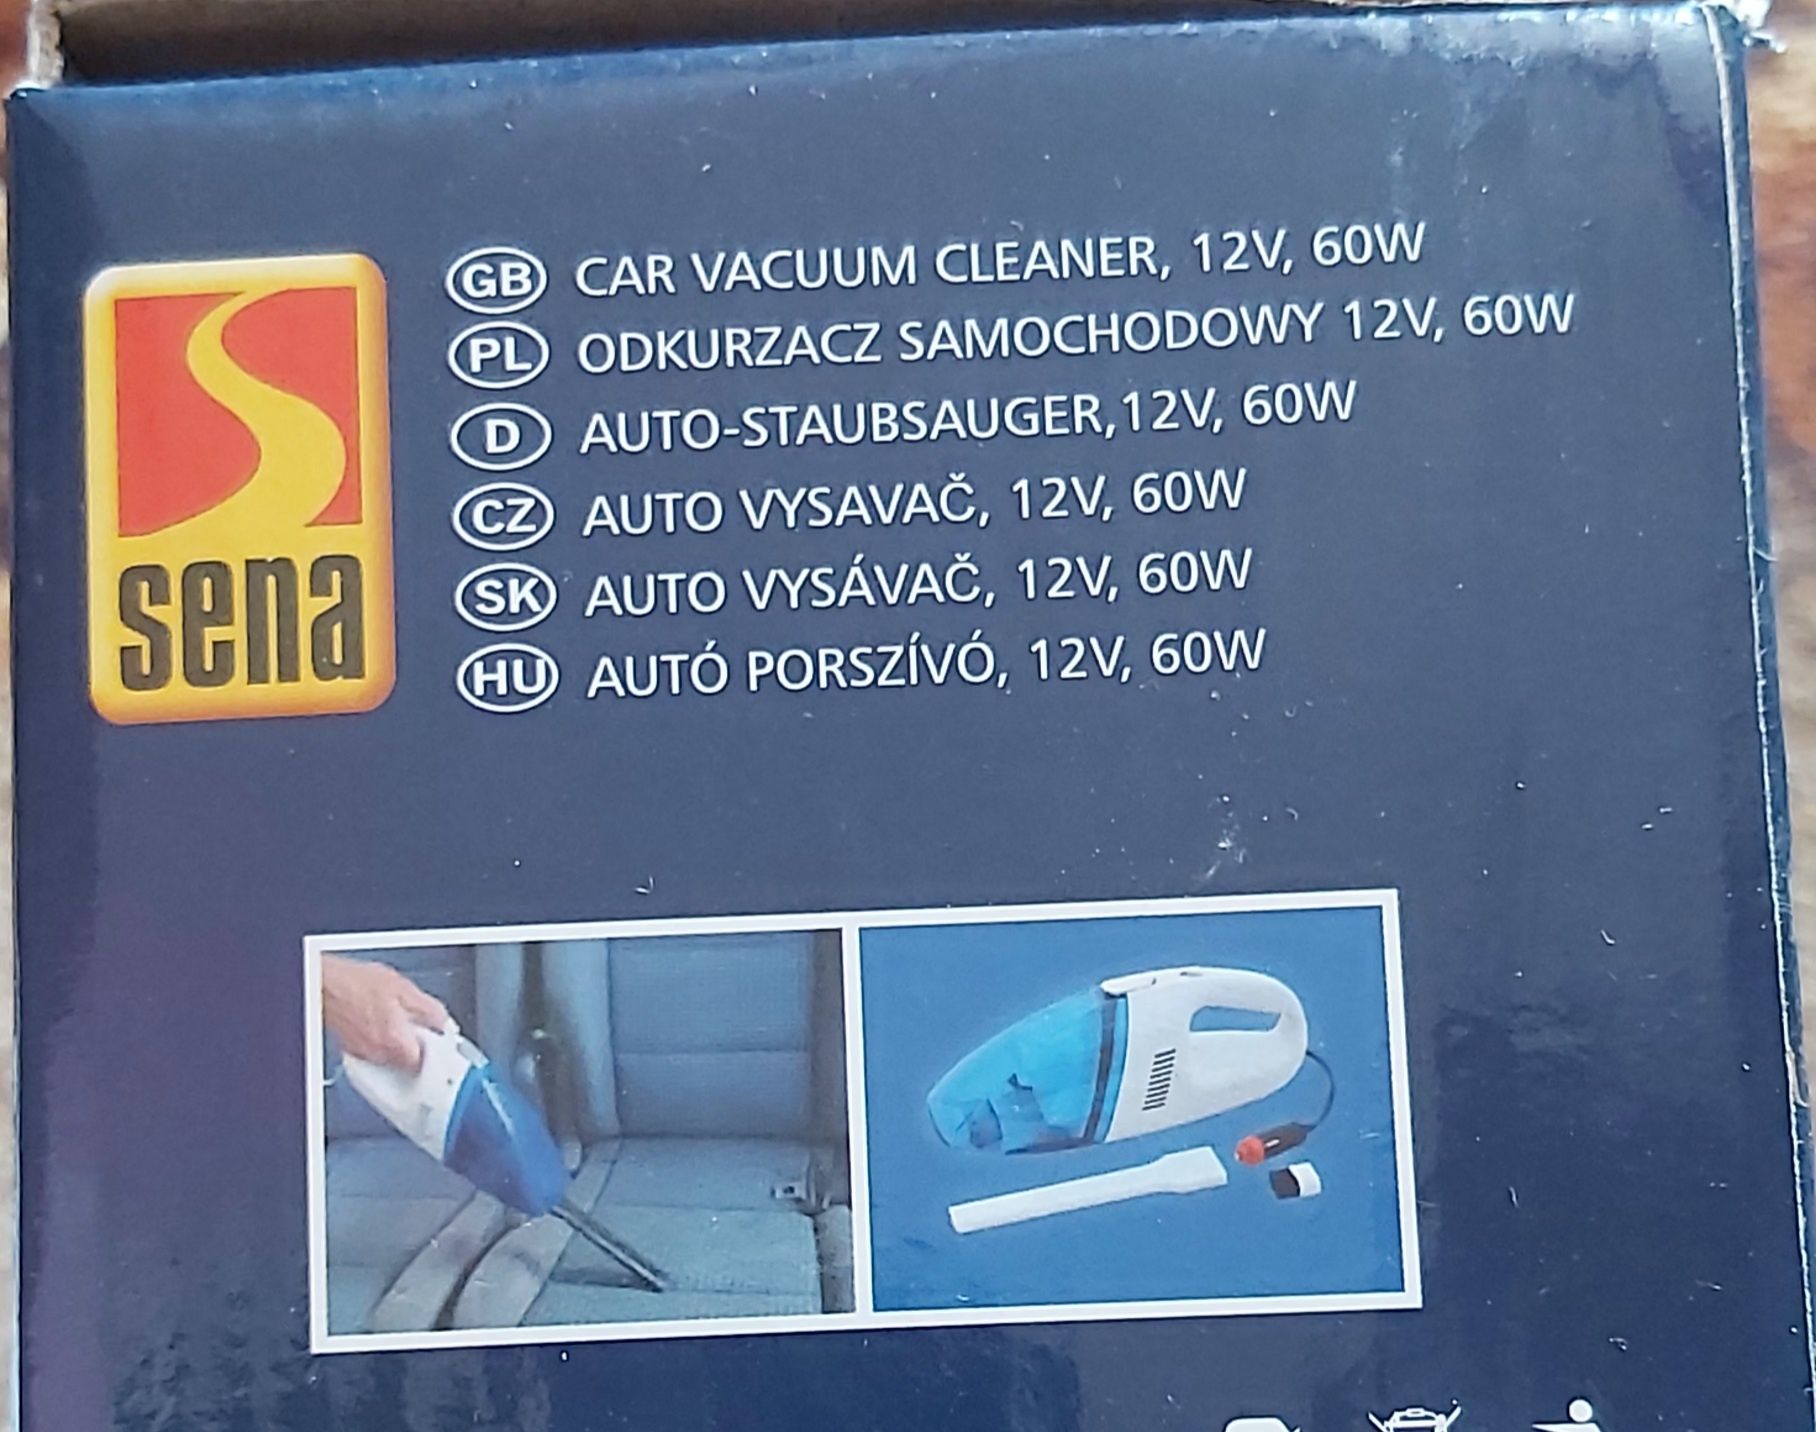 sena
GB CAR VACUUM CLEANER, 12V, 60W
PL ODKURZACZ SAMOCHODOWY 12V, 60W
D AUTO-STAUBSAUGER,12V, 60W
CZ AUTO VYSAVAČ, 12V, 60W
SK AUTO VYSÁVAČ, 12V, 60W
HU AUTÓ PORSZÍVÓ, 12V, 60W